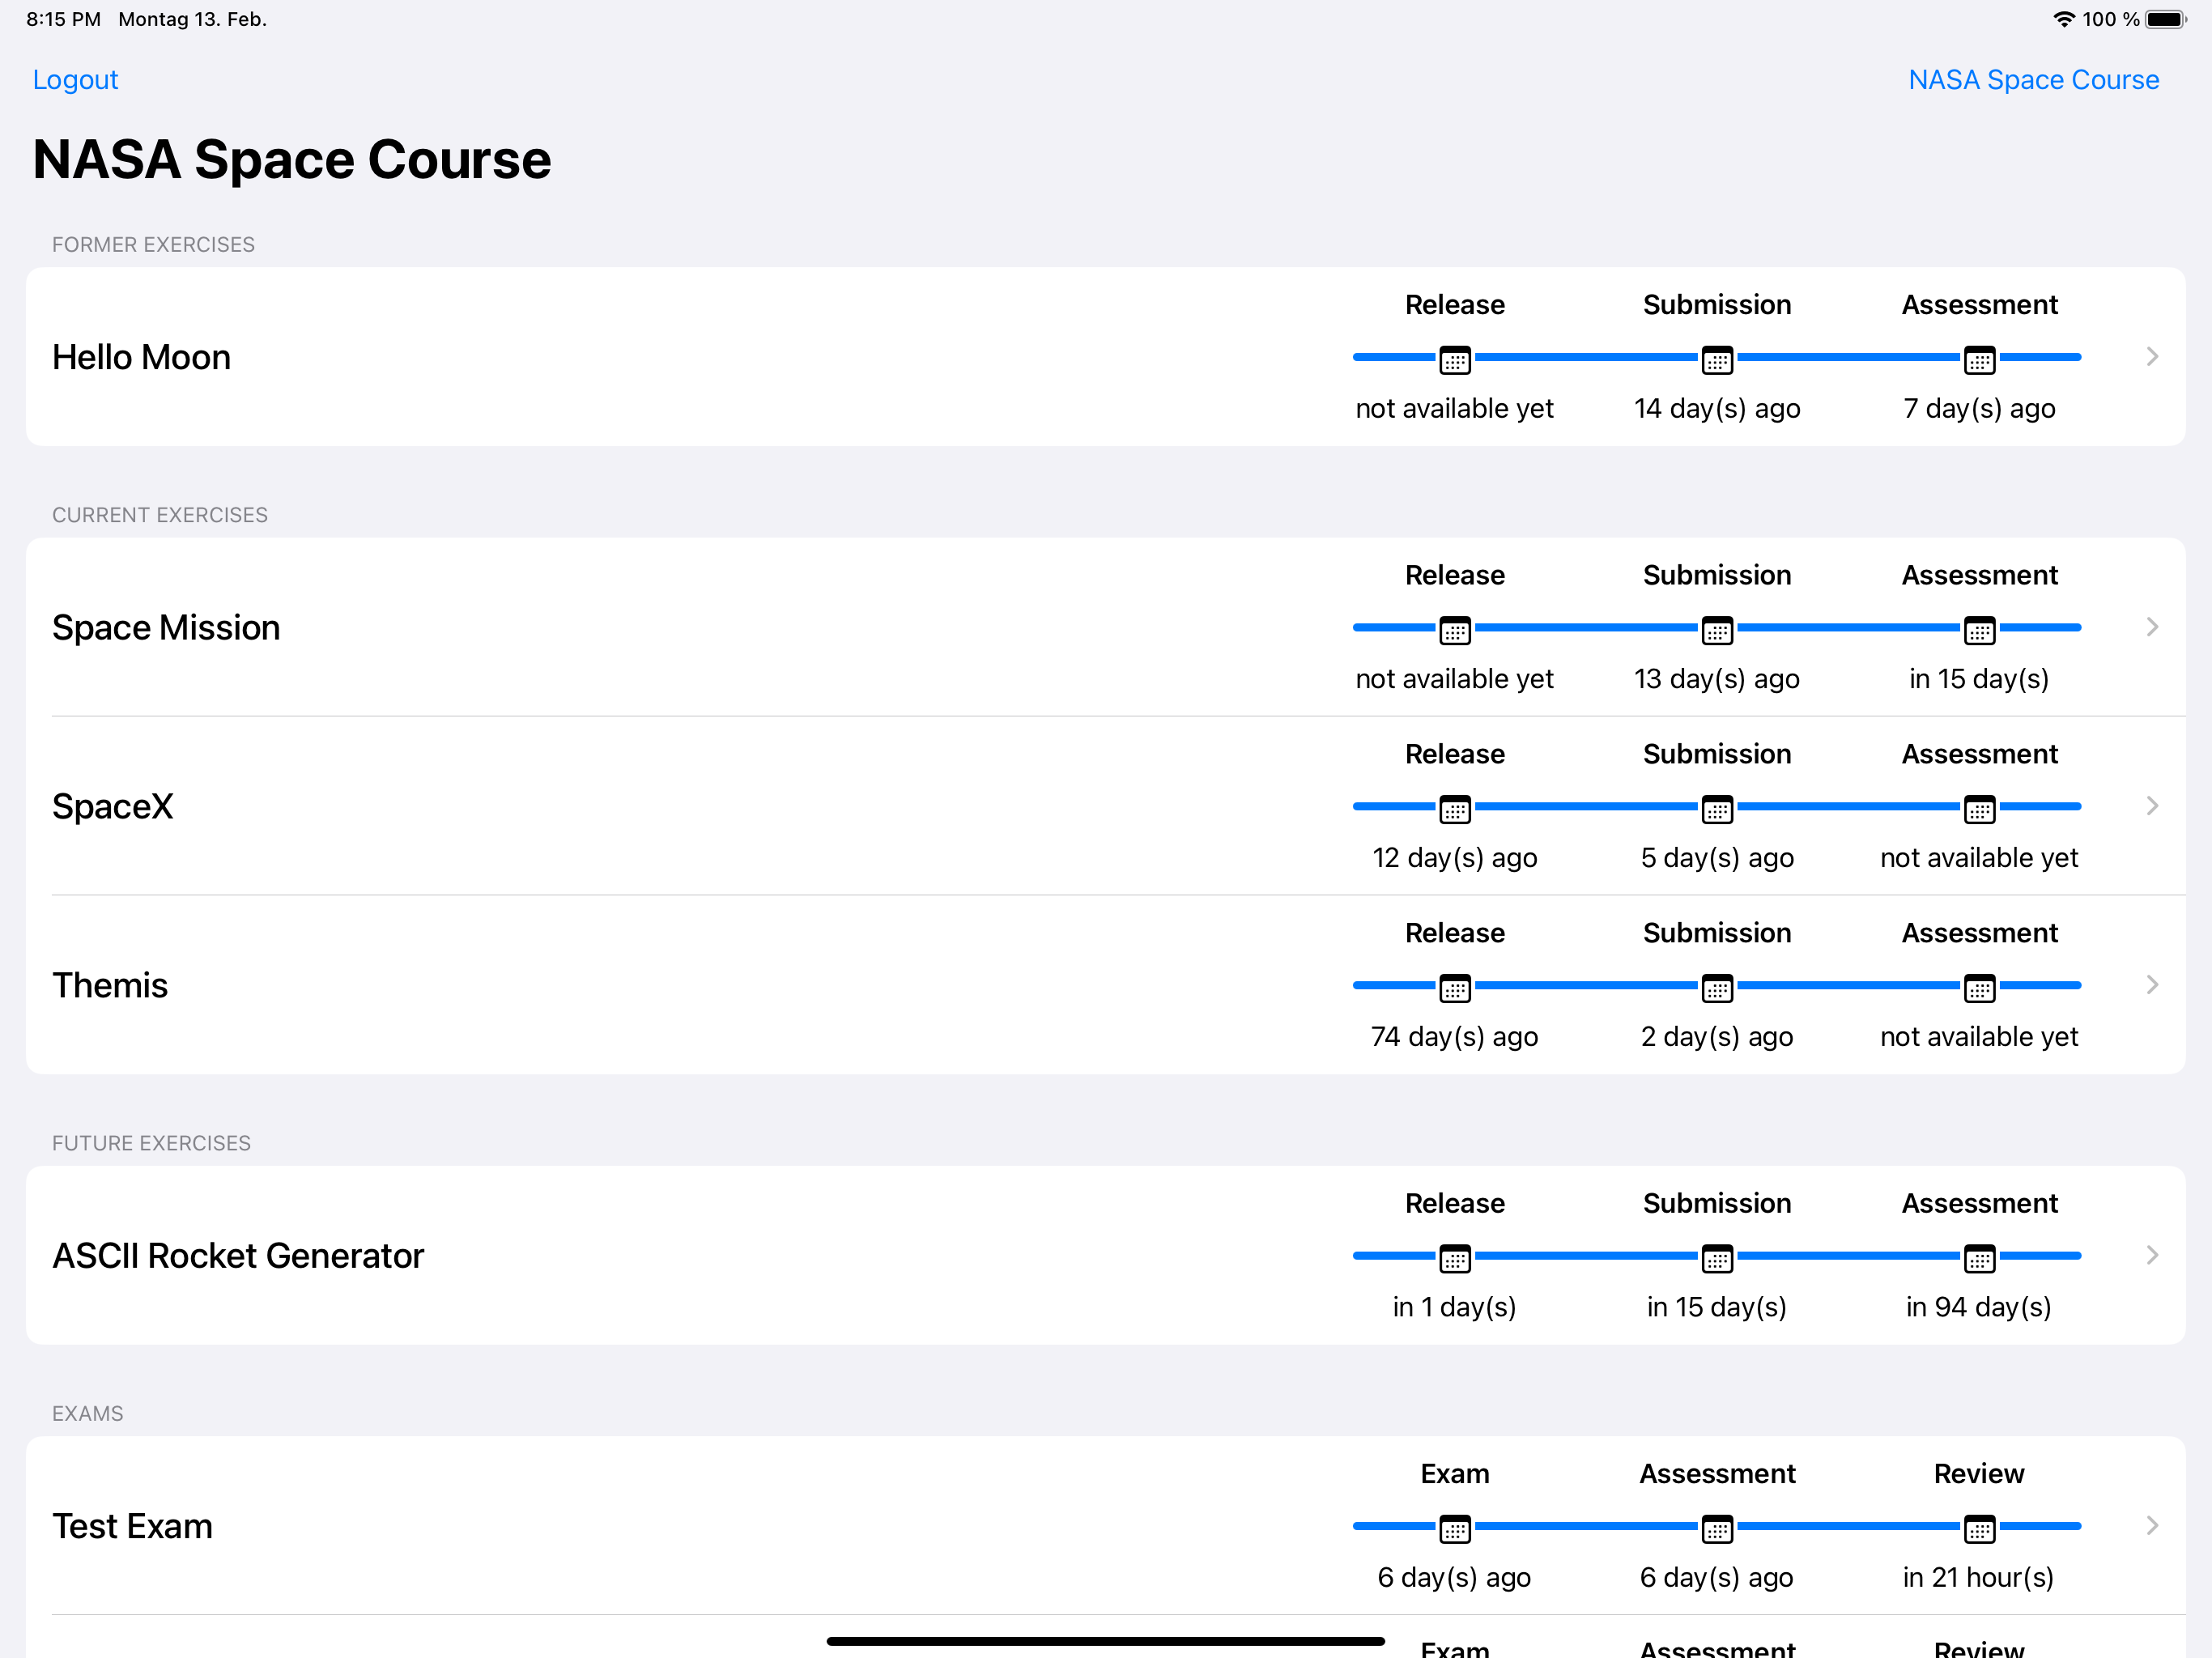 8:15 PM Montag 13. Feb. 100 %
Logout NASA Space Course
NASA Space Course
FORMER EXERCISES
Release Submission Assessment
Hello Moon
not available yet 14 day(s) ago 7 day(s) ago
CURRENT EXERCISES
Release Submission Assessment
Space Mission
not available yet 13 day(s) ago in 15 day(s)
Release Submission Assessment
SpaceX
12 day(s) ago 5 day(s) ago not available yet
Release Submission Assessment
Themis
74 day(s) ago 2 day(s) ago not available yet
FUTURE EXERCISES
Release Submission Assessment
ASCII Rocket Generator
in 1 day(s) in 15 day(s) in 94 day(s)
EXAMS
Exam Assessment Review
Test Exam
6 day(s) ago 6 day(s) ago in 21 hour(s)
Exam Assessment Review